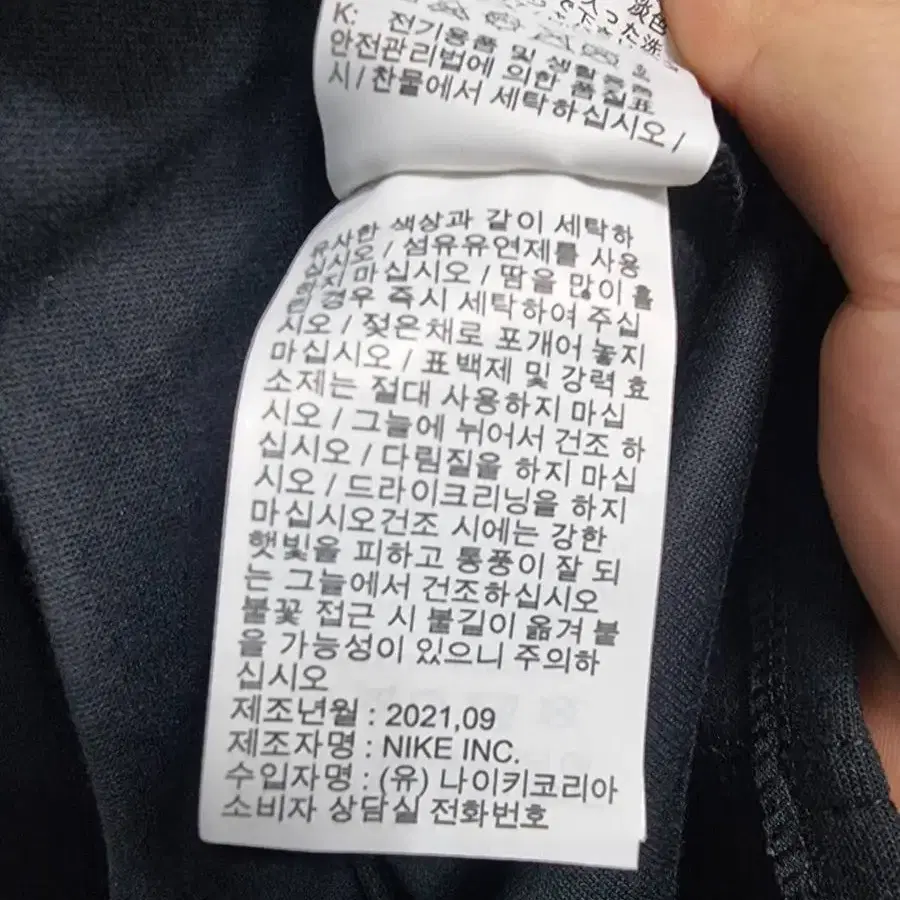 淡色
った洗
K: 전기용품 및 생활용품
안전관리법에 의한 품질표
시 / 찬물에서 세탁하십시오 /
유사한 색상과 같이 세탁하
십시오 / 섬유유연제를 사용
하지 마십시오 / 땀을 많이 흘
린 경우 즉시 세탁하여 주십
시오 / 젖은채로 포개어 놓지
마십시오 / 표백제 및 강력 효
소제는 절대 사용하지 마십
시오 / 그늘에 뉘어서 건조 하
십시오 / 다림질을 하지 마십
시오 / 드라이크리닝을 하지
마십시오건조 시에는 강한
햇빛을 피하고 통풍이 잘 되
는 그늘에서 건조하십시오
불꽃 접근 시 불길이 옮겨 붙
을 가능성이 있으니 주의하
십시오
제조년월 : 2021,09
제조자명 : NIKE INC.
수입자명 : (유) 나이키코리아
소비자 상담실 전화번호